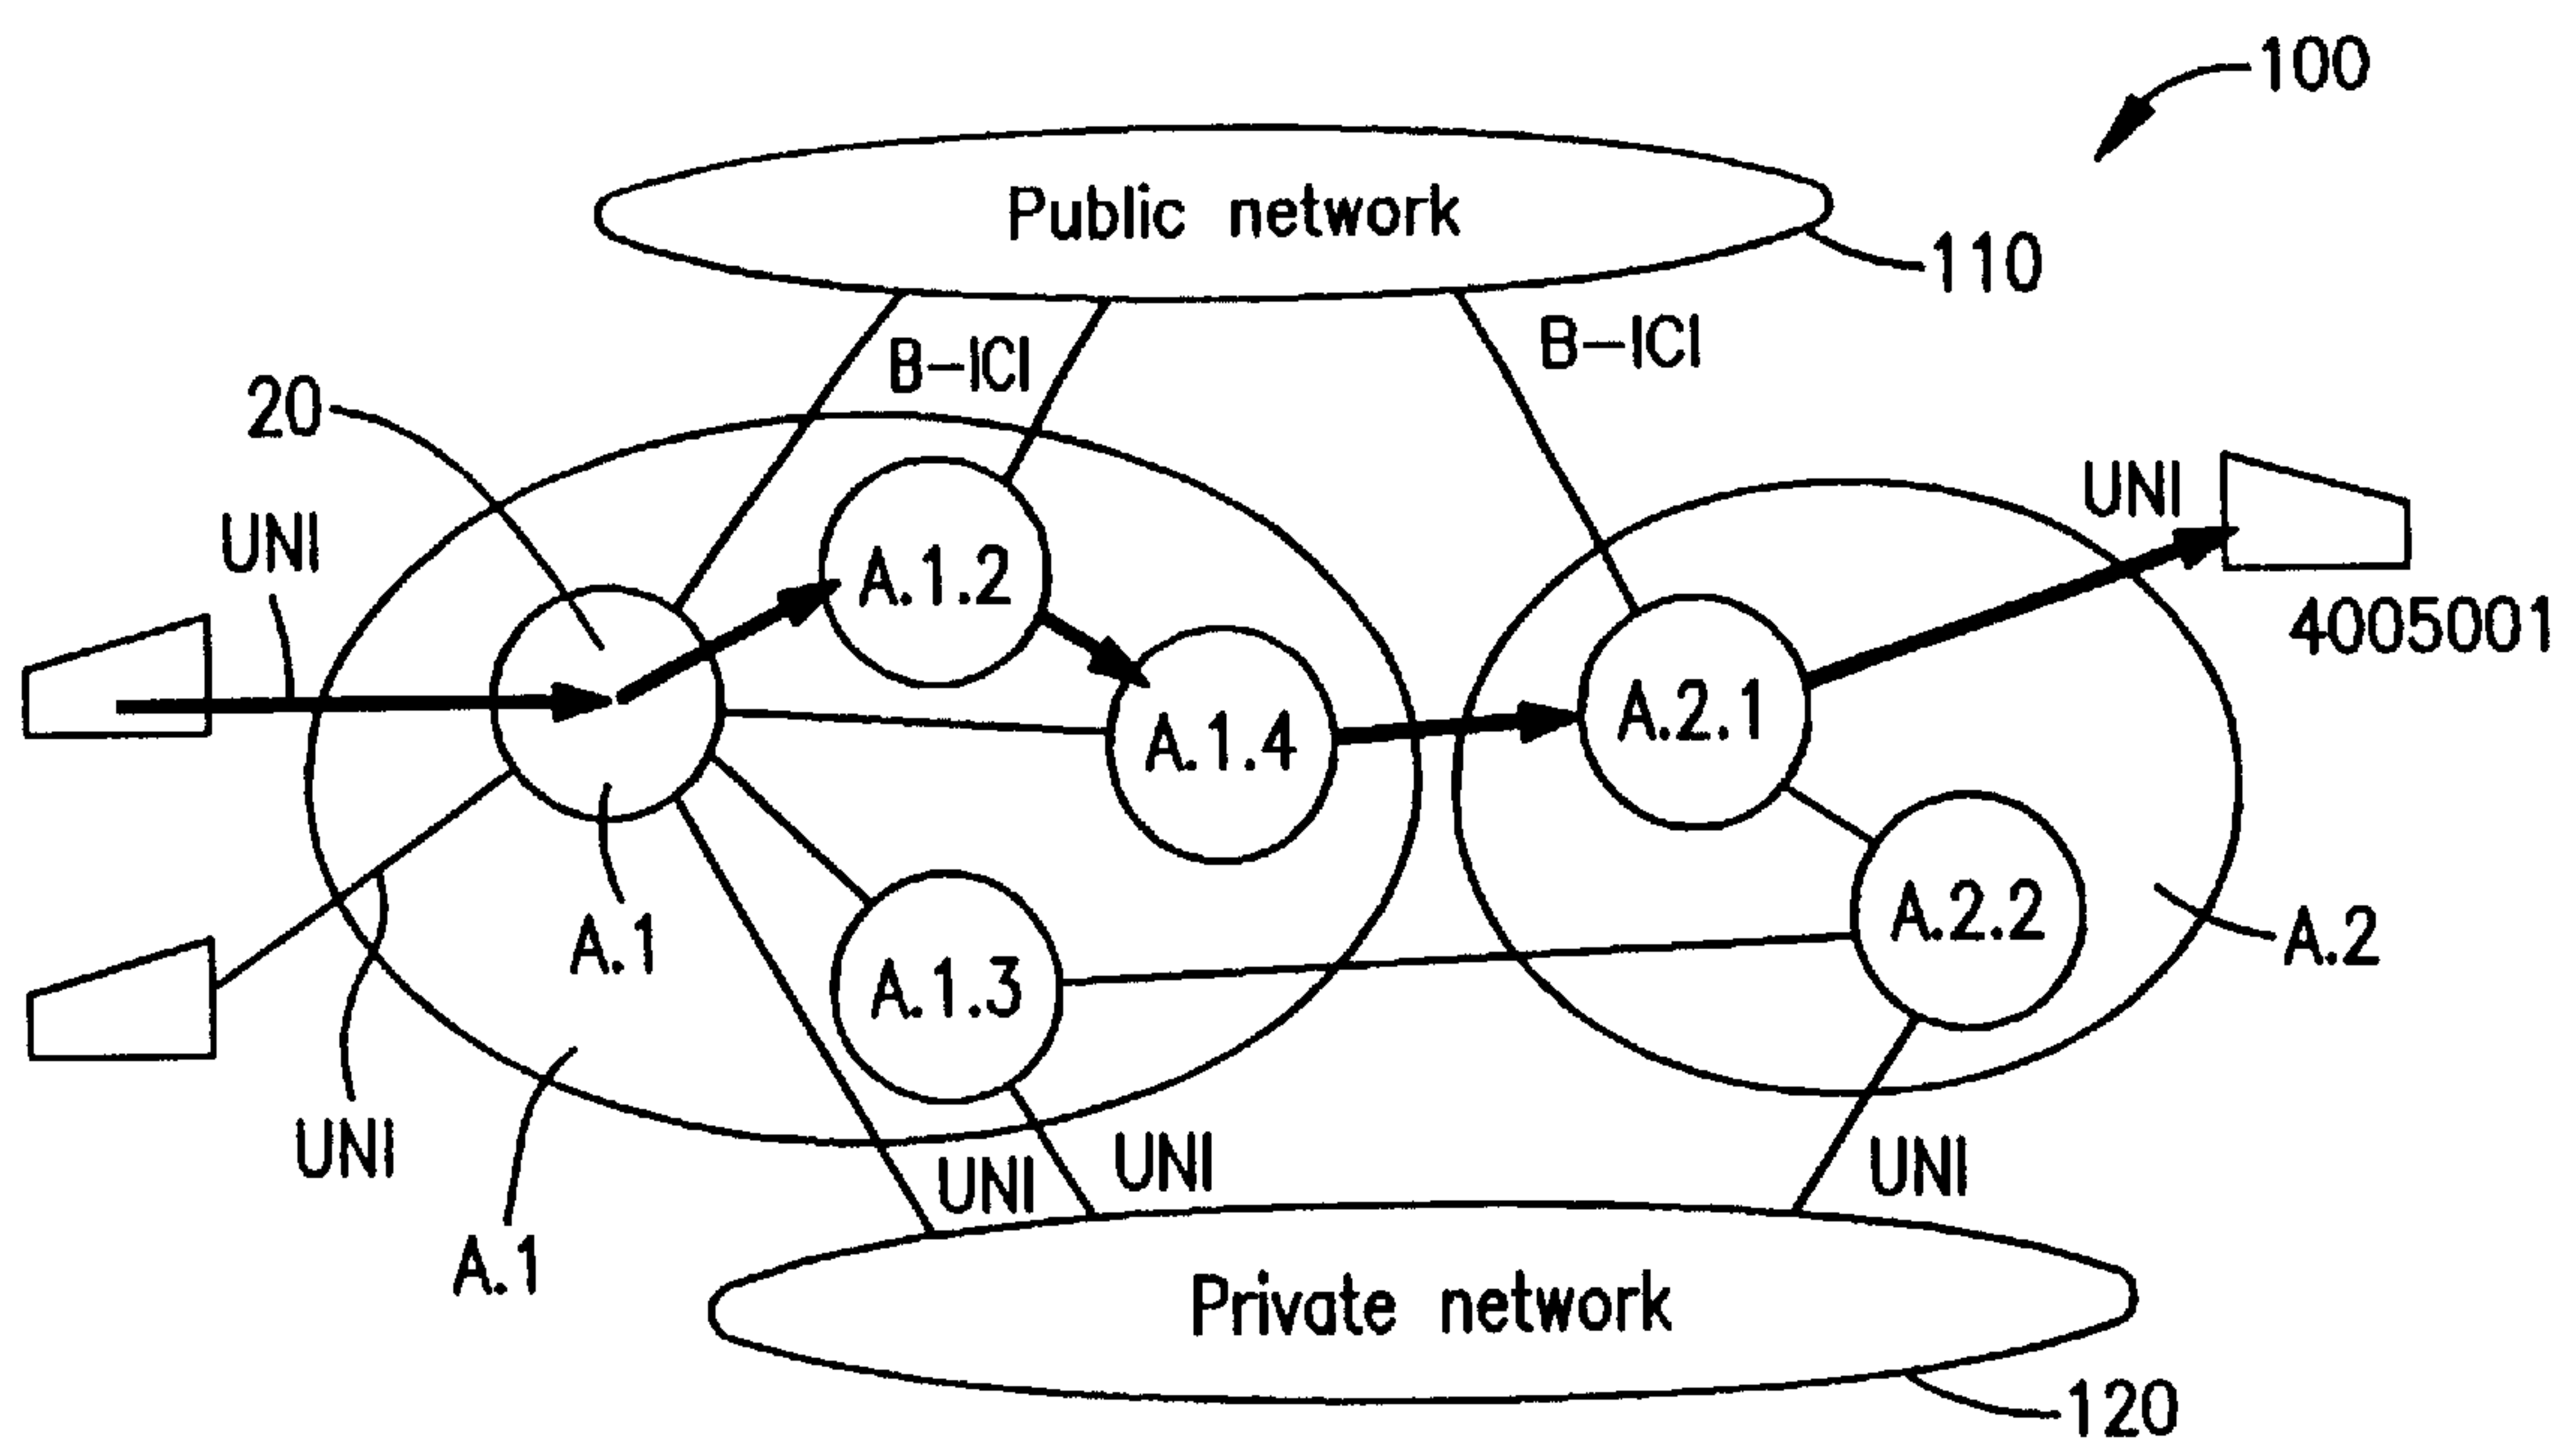 100
Public network
110
B-ICI
B-ICI
20
UNI
UNI
A.1.2
4005001
A.1.4
A.2.1
A.1
A.2.2
A.2
A.1.3
UNI
UNI
UNI
UNI
A.1
Private network
120